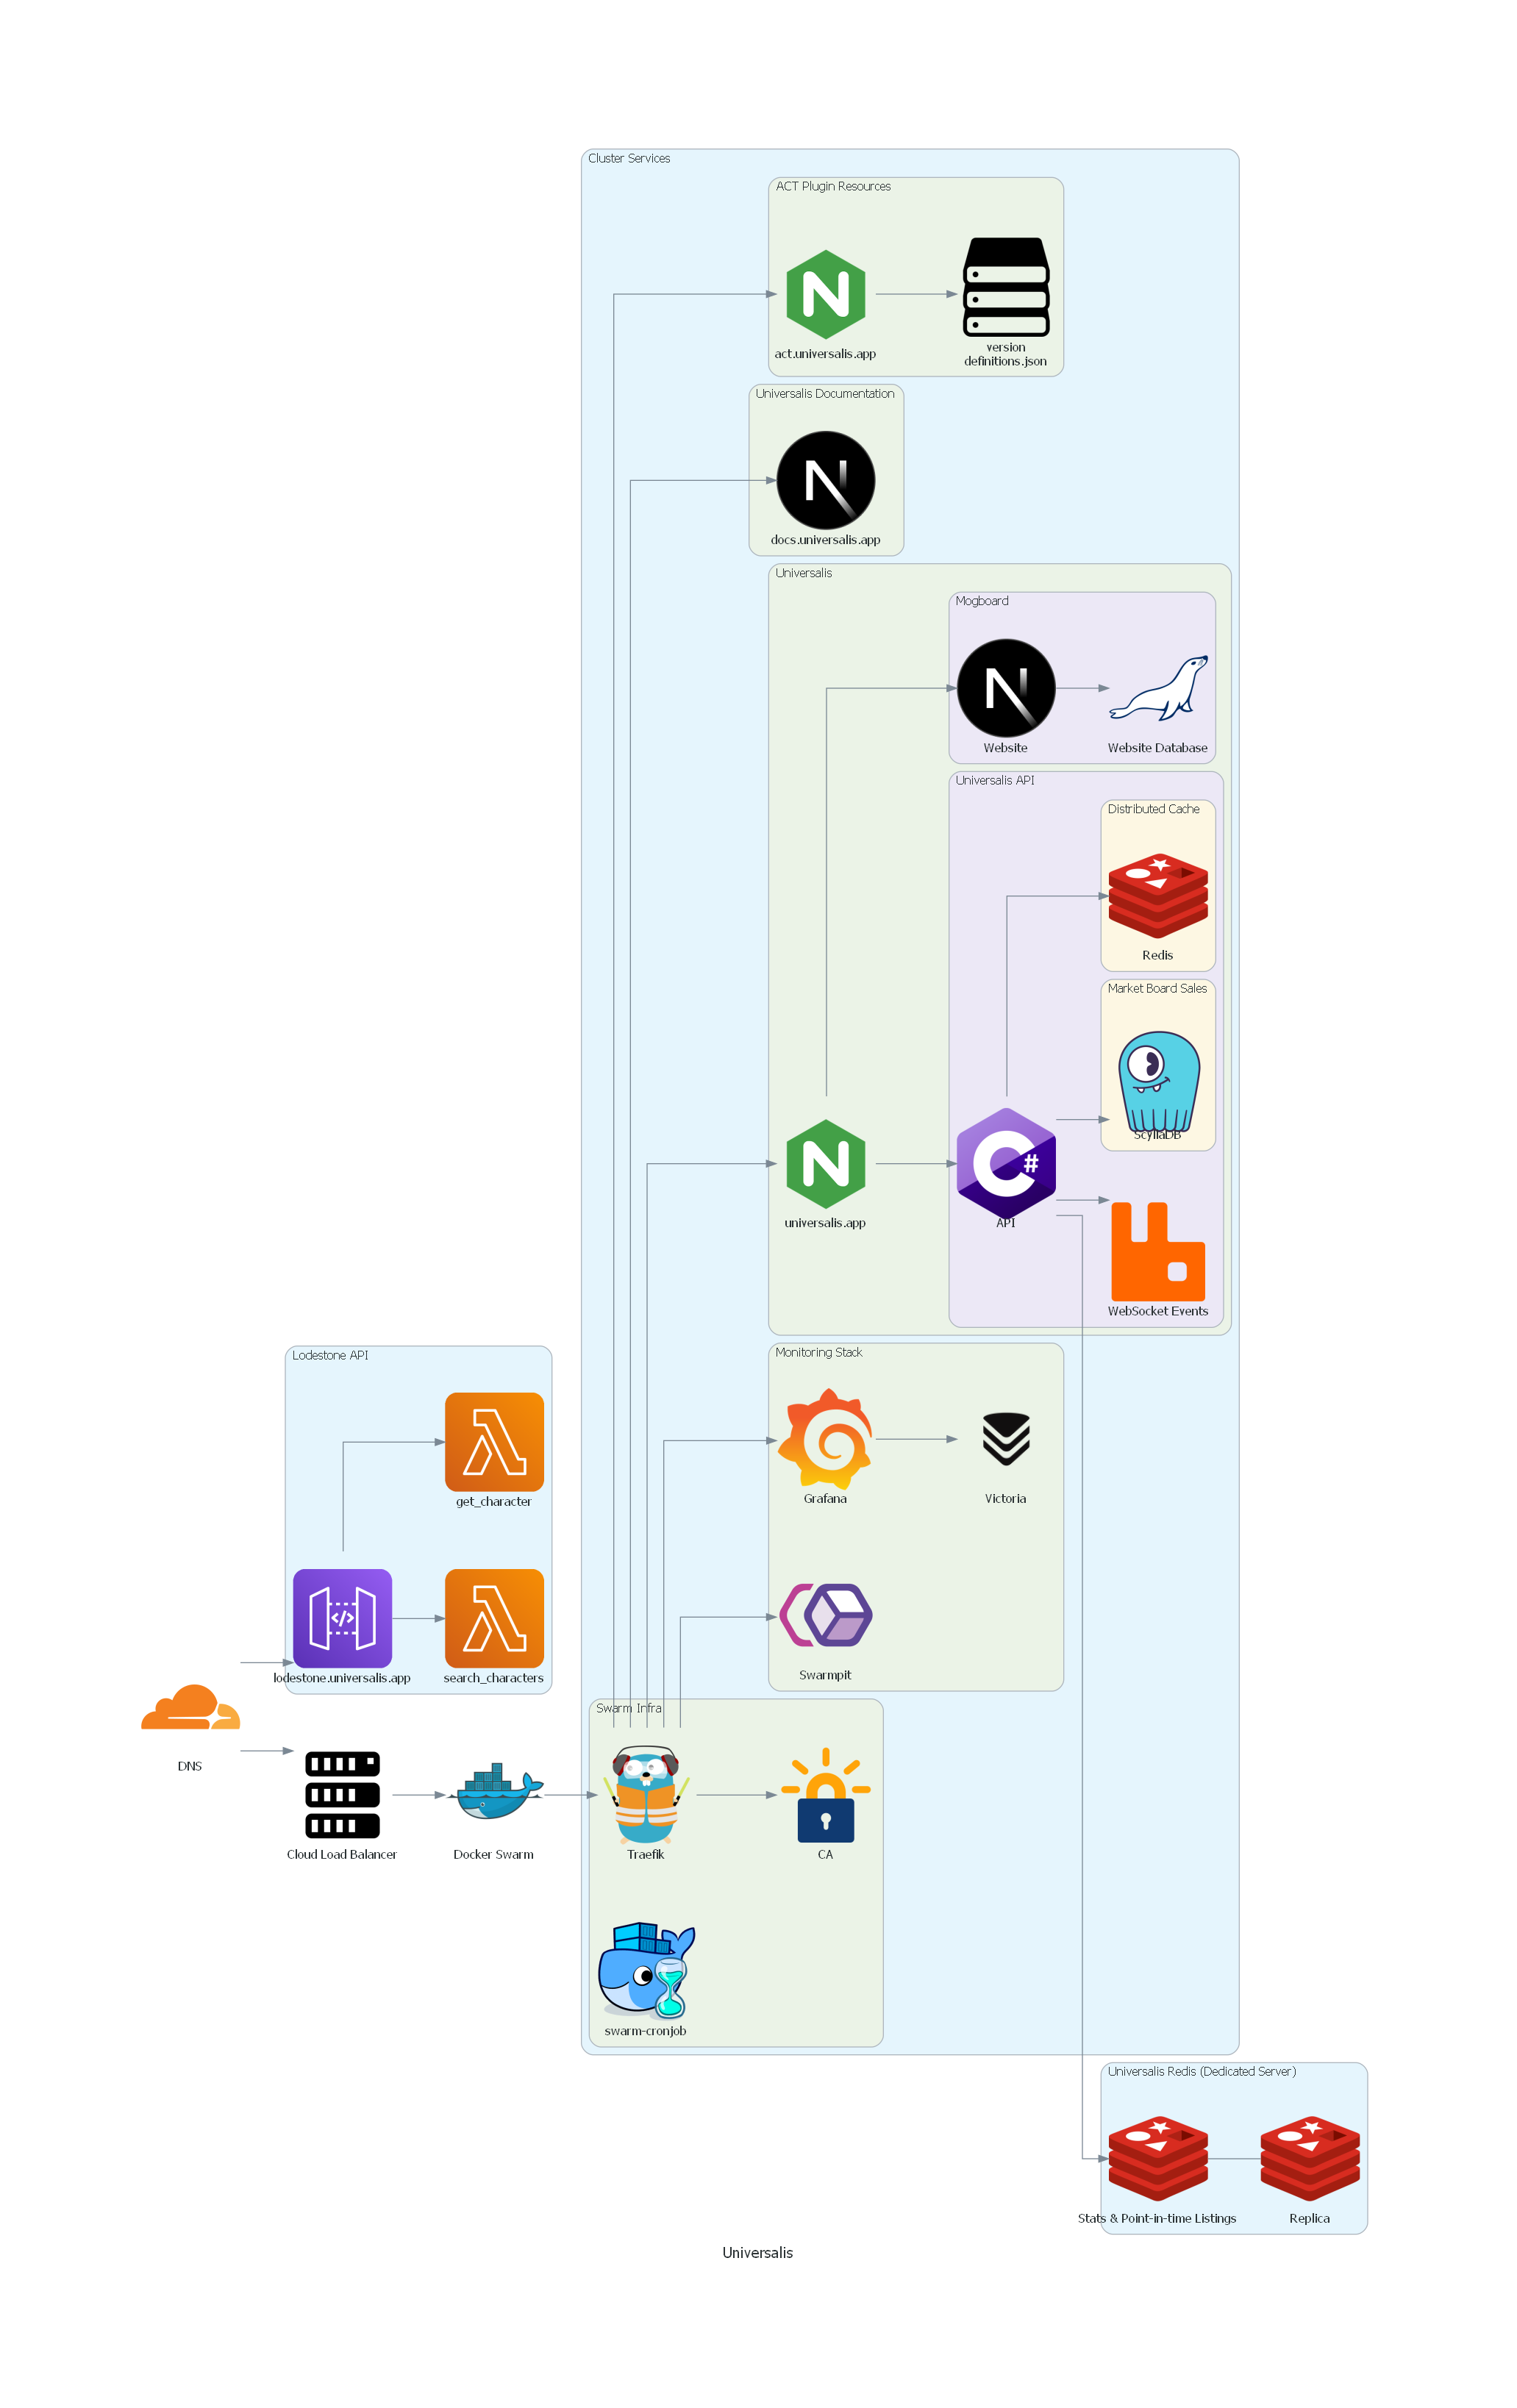 Cluster Services
ACT Plugin Resources
act.universalis.app
version
definitions.json
Universalis Documentation
docs.universalis.app
Universalis
Mogboard
Website
Website Database
Universalis API
Distributed Cache
Redis
Market Board Sales
ScyllaDB
universalis.app
API
WebSocket Events
Monitoring Stack
Grafana
Victoria
Swarmpit
Lodestone API
get_character
lodestone.universalis.app
search_characters
DNS
Cloud Load Balancer
Docker Swarm
Swarm Infra
Traefik
CA
swarm-cronjob
Universalis Redis (Dedicated Server)
Stats & Point-in-time Listings
Replica
Universalis